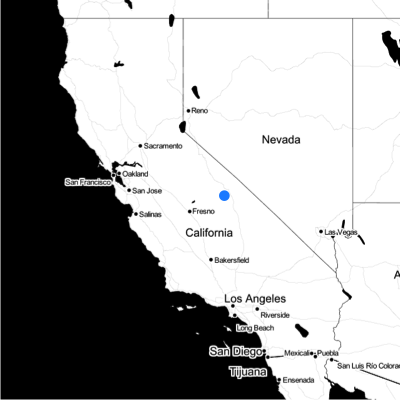 Reno
Nevada
Sacramento
Oakland
San Francisco
San Jose
Salinas
Fresno
California
Las Vegas
Bakersfield
A
Los Angeles
Riverside
Long Beach
San Diego
Mexicali
Puebla
Tijuana
San Luis Río Colorad
Ensenada